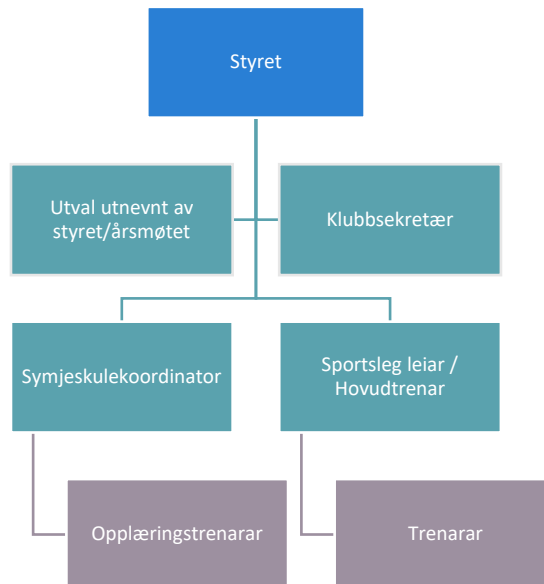 Styret
Utval utnevnt av
styret/årsmøtet
Klubbsekretær
Symjeskulekoordinator
Sportsleg leiar /
Hovudtrenar
Opplæringstrenarar
Trenarar